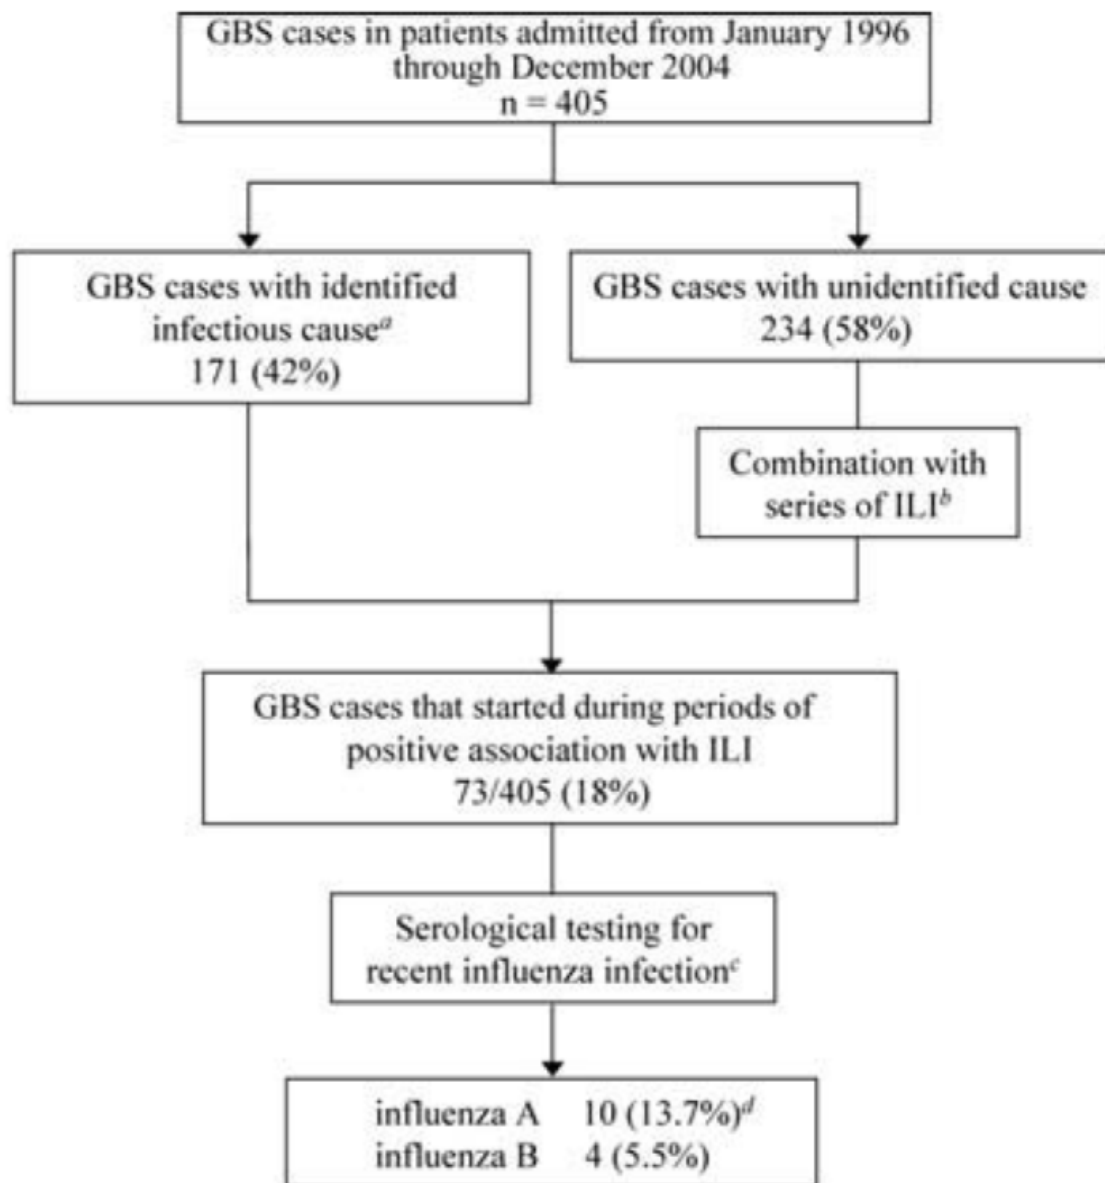 GBS cases in patients admitted from January 1996
through December 2004
n = 405
GBS cases with identified
infectious causeᵃ
171 (42%)
GBS cases with unidentified cause
234 (58%)
Combination with
series of ILIᵇ
GBS cases that started during periods of
positive association with ILI
73/405 (18%)
Serological testing for
recent influenza infectionᶜ
influenza A 10 (13.7%)ᵈ
influenza B 4 (5.5%)